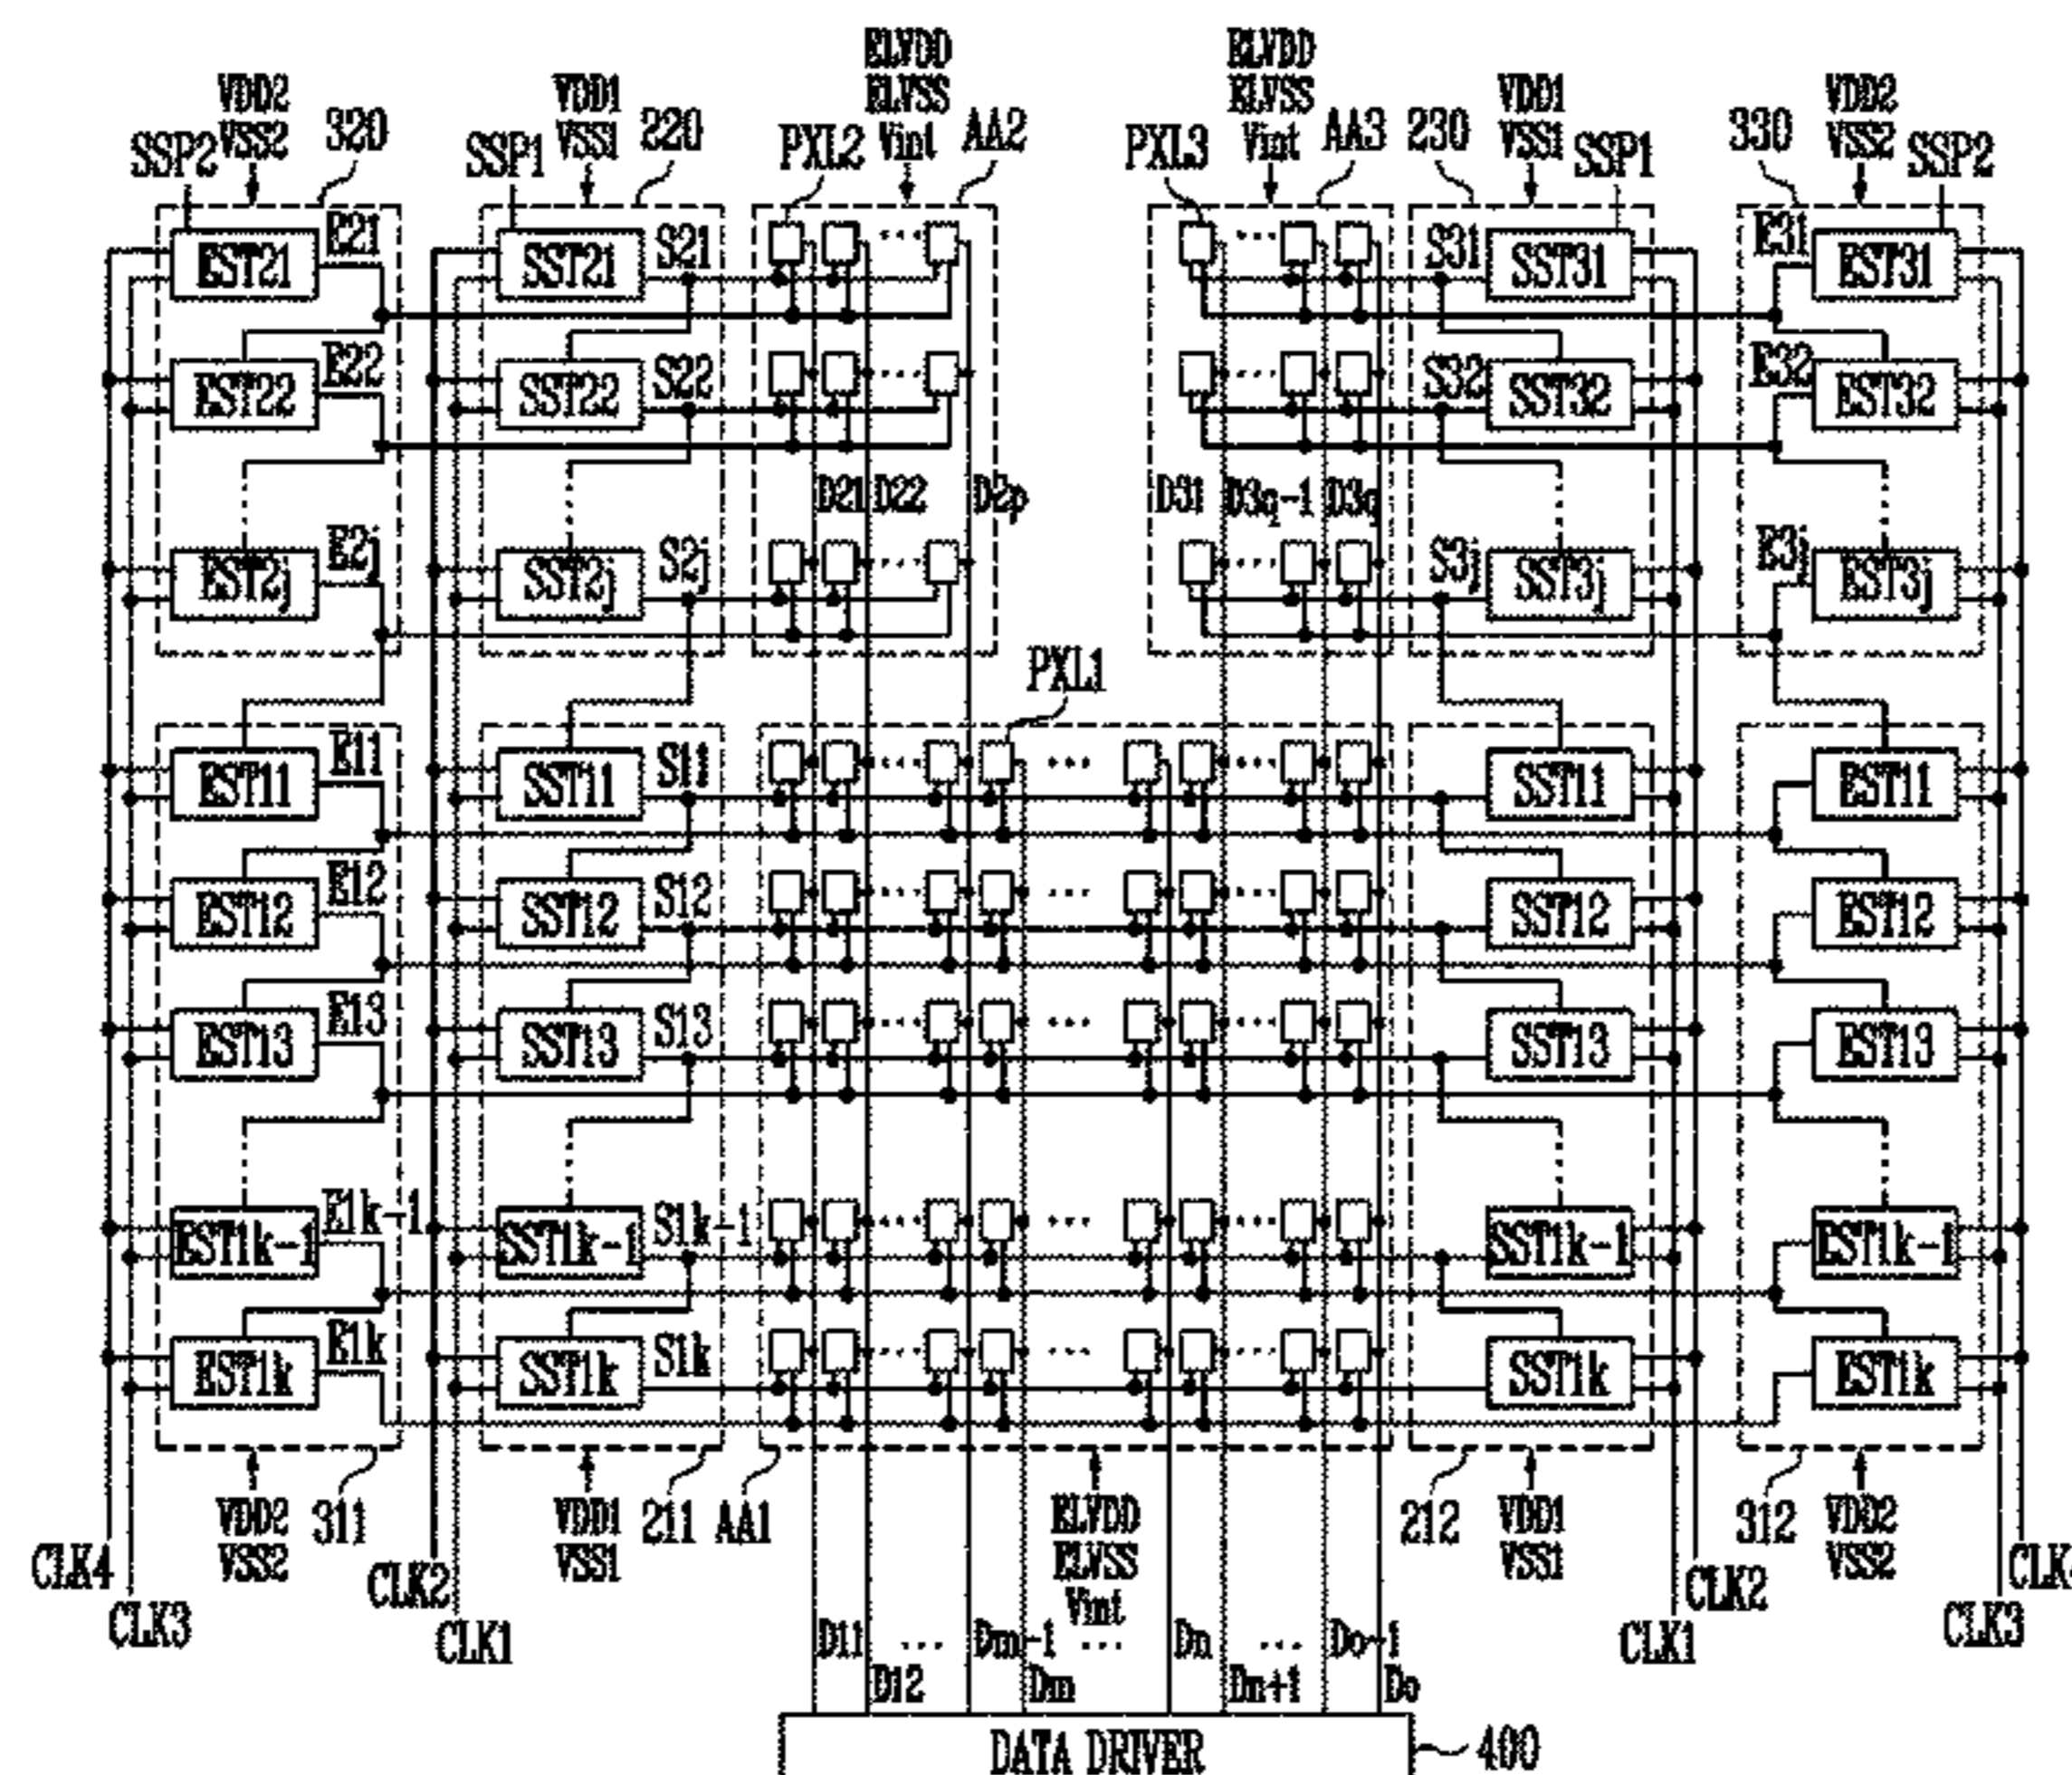 VDD2 VDD1 ELVDD ELVDD VDD1 VDD2
VSS2 VSS1 ELVSS ELVSS VSS1 VSS2
SSP2 320 SSP1 220 PXL2 Vint AA2 PXL3 Vint AA3 230 SSP1 330 SSP2
EST21 E21 SST21 S21 ... ... S31 SST31 E31 EST31
EST22 E22 SST22 S22 ... ... S32 SST32 E32 EST32
D21 D22 D2p D31 D3q-1 D3q
EST2j E2j SST2j S2j ... ... S3j SST3j E3j EST3j
PXL1
EST11 E11 SST11 S11 ... ... ... SST11 EST11
EST12 E12 SST12 S12 ... ... ... SST12 EST12
EST13 E13 SST13 S13 ... ... ... SST13 EST13
EST1k-1 E1k-1 SST1k-1 S1k-1 ... ... ... SST1k-1 EST1k-1
EST1k E1k SST1k S1k ... ... ... SST1k EST1k
VDD2 311 VDD1 211 AA1 ELVDD 212 VDD1 312 VDD2
VSS2 VSS1 ELVSS VSS1 VSS2
Vint
CLK4 CLK3 CLK2 CLK1 CLK1 CLK2 CLK3
D11 ... Dm-1 ... Dn ... Do-1
D12 Dm Dn+1 Do
DATA DRIVER 400